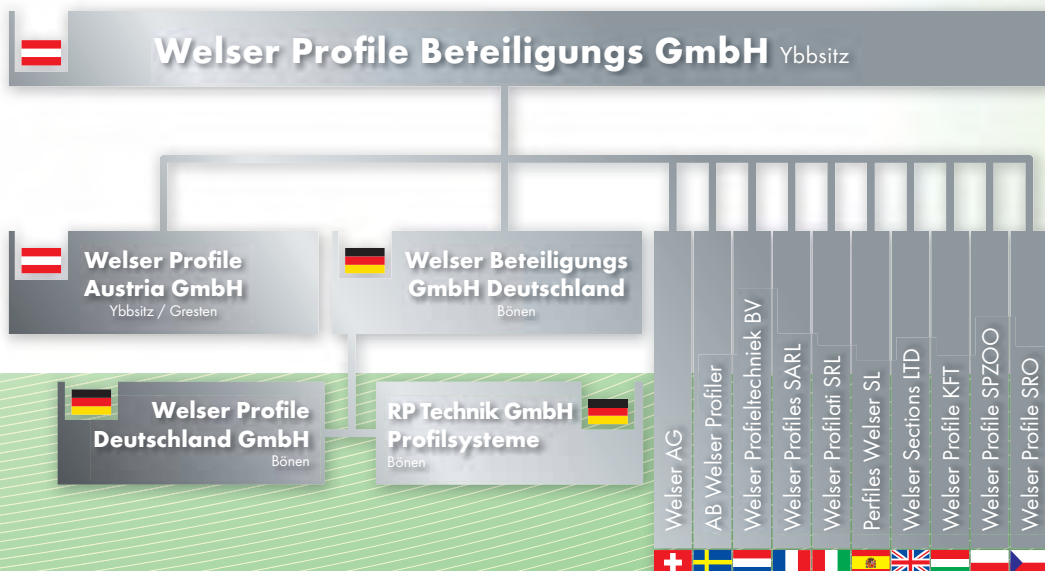 Welser Profile Beteiligungs GmbH Ybbsitz
Welser Profile
Austria GmbH
Ybbsitz / Gresten
Welser Beteiligungs
GmbH Deutschland
Bönen
Welser Profile
Deutschland GmbH
Bönen
RP Technik GmbH
Profilsysteme
Bönen
Welser AG
AB Welser Profiler
Welser Profieltechniek BV
Welser Profiles SARL
Welser Profilati SRL
Perfiles Welser SL
Welser Sections LTD
Welser Profile KFT
Welser Profile SPZOO
Welser Profile SRO